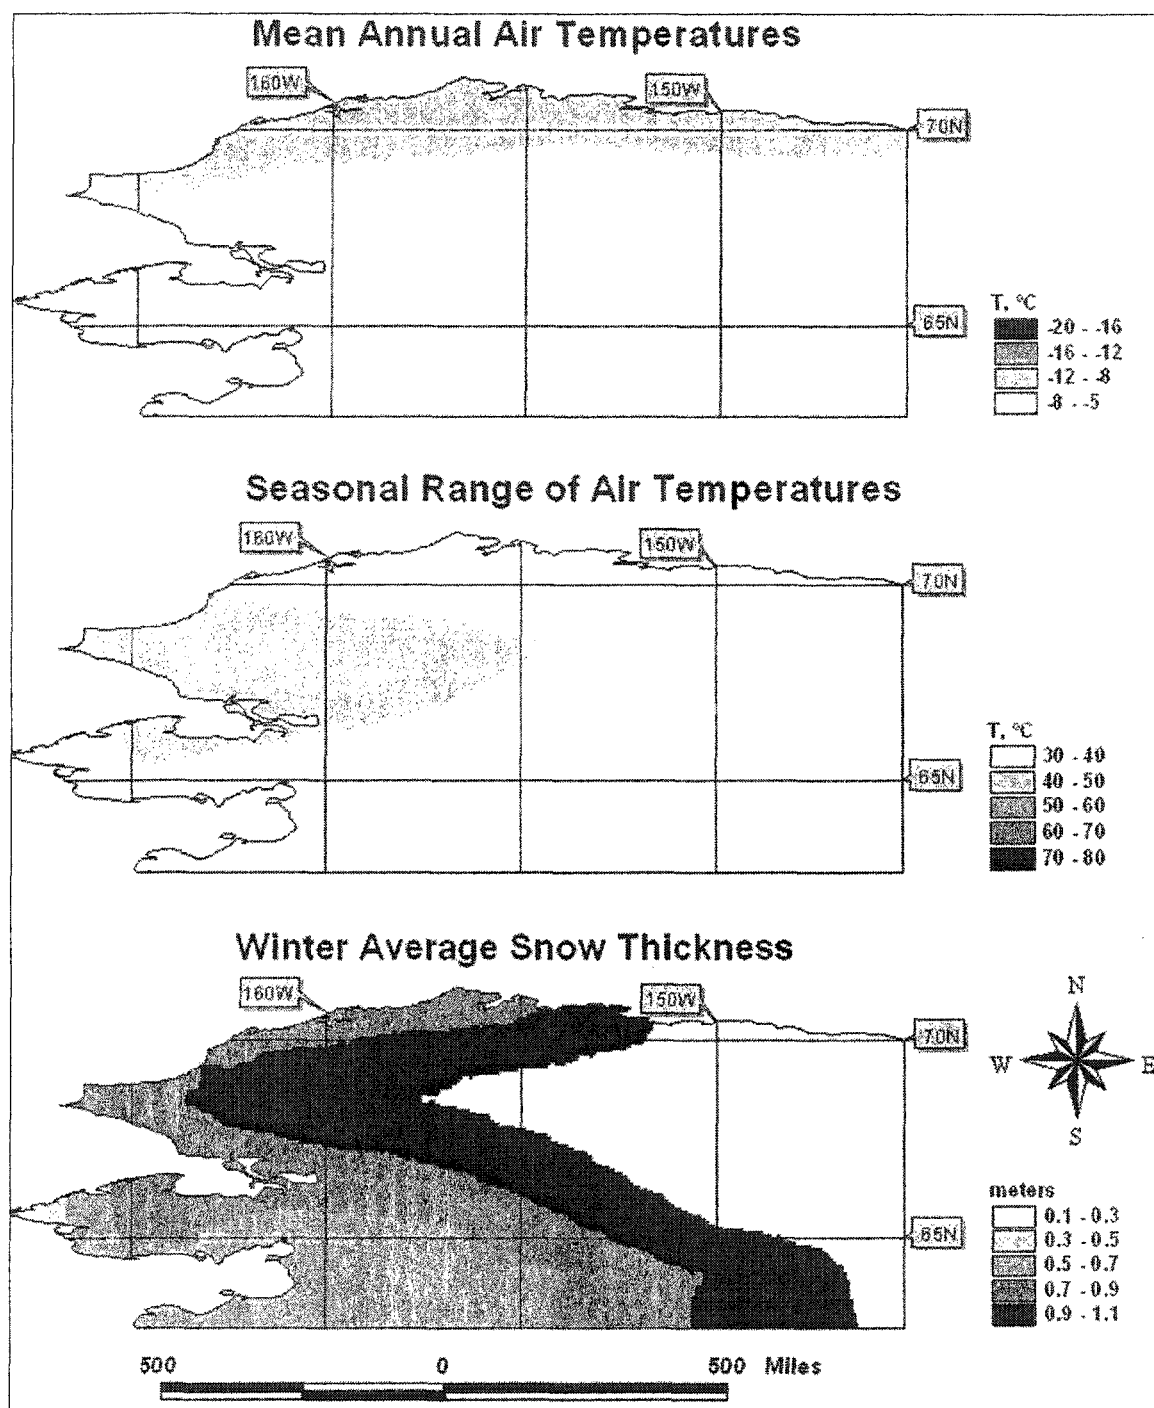 Mean Annual Air Temperatures
160W
150W
70N
65N
T, °C
-20 - -16
-16 - -12
-12 - -8
-8 - -5
Seasonal Range of Air Temperatures
160W
150W
70N
65N
T, °C
30 - 40
40 - 50
50 - 60
60 - 70
70 - 80
Winter Average Snow Thickness
160W
150W
70N
N
W E
S
65N
meters
0.1 - 0.3
0.3 - 0.5
0.5 - 0.7
0.7 - 0.9
0.9 - 1.1
500 0 500 Miles